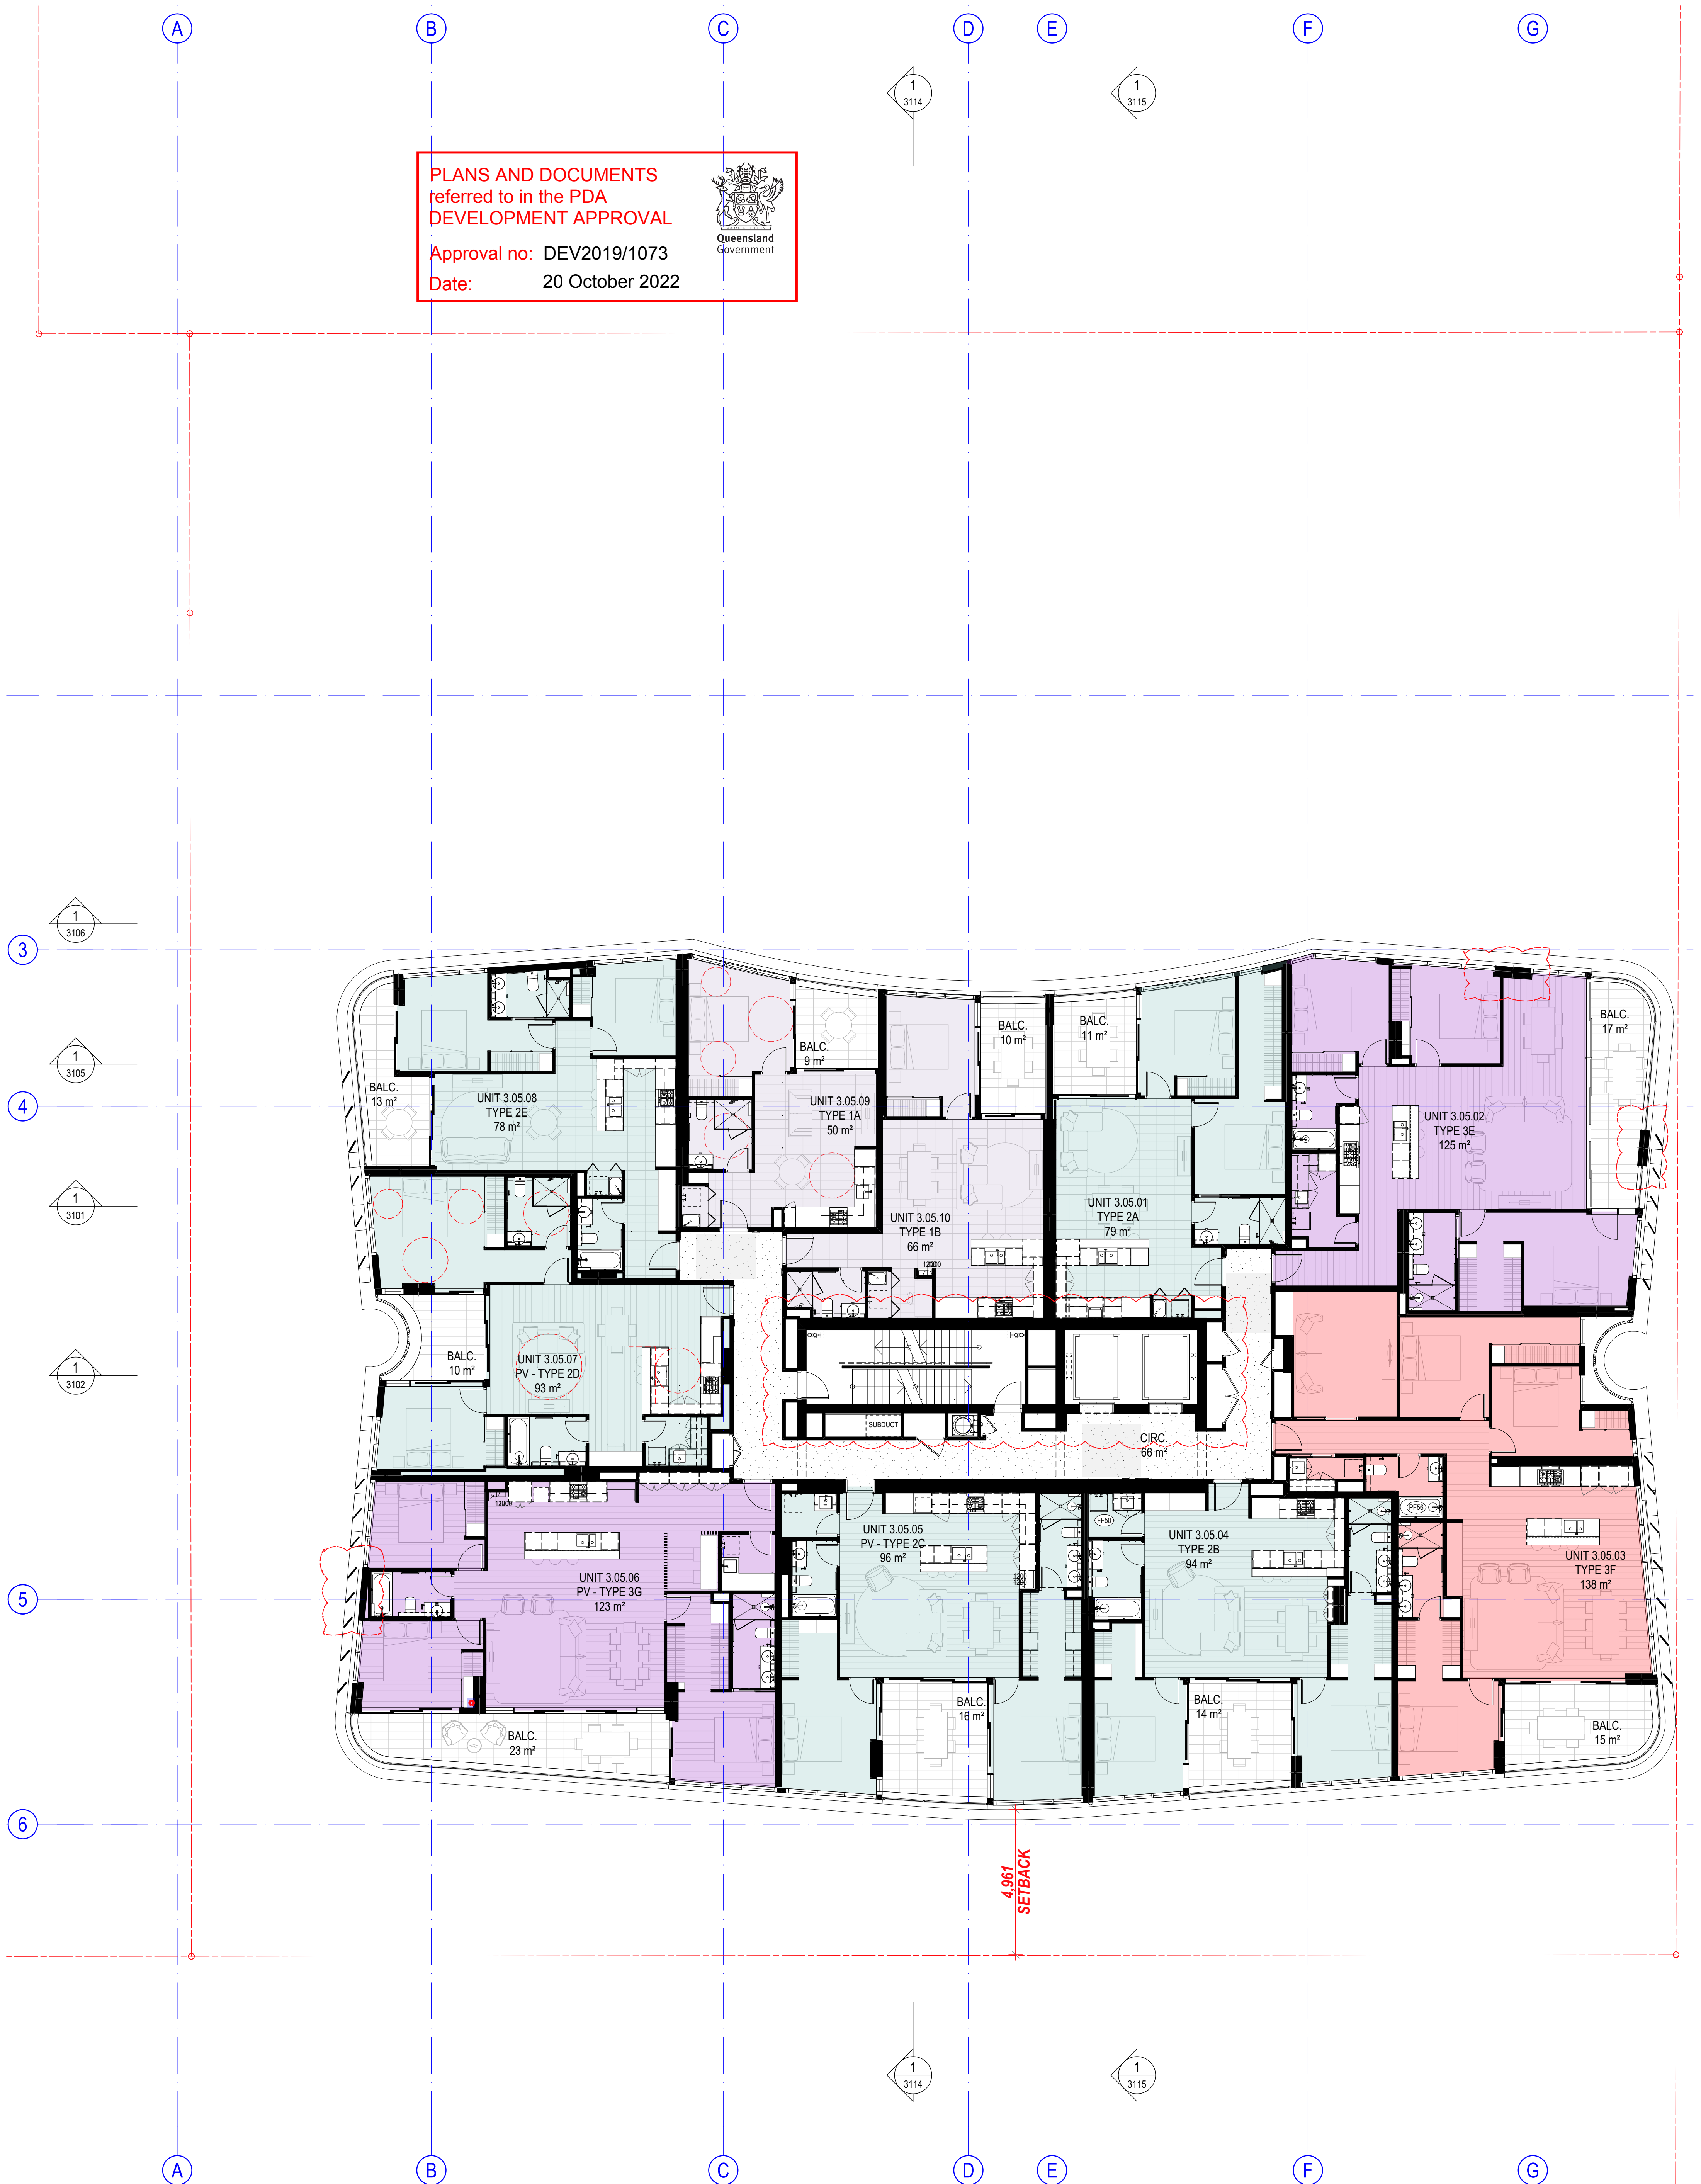 A
B
C
D
E
F
G
1
3114
1
3115
PLANS AND DOCUMENTS
referred to in the PDA
DEVELOPMENT APPROVAL
Queensland
Government
Approval no: DEV2019/1073
Date: 20 October 2022
1
3106
3
1
3105
4
1
3101
1
3102
5
6
BALC.
13 m²
UNIT 3.05.08
TYPE 2E
78 m²
BALC.
9 m²
UNIT 3.05.09
TYPE 1A
50 m²
BALC.
10 m²
UNIT 3.05.10
TYPE 1B
66 m²
BALC.
11 m²
UNIT 3.05.01
TYPE 2A
79 m²
BALC.
17 m²
UNIT 3.05.02
TYPE 3E
125 m²
BALC.
10 m²
UNIT 3.05.07
PV - TYPE 2D
93 m²
SUBDUCT
CIRC.
66 m²
UNIT 3.05.06
PV - TYPE 3G
123 m²
BALC.
23 m²
UNIT 3.05.05
PV - TYPE 2C
96 m²
BALC.
16 m²
FF50
UNIT 3.05.04
TYPE 2B
94 m²
BALC.
14 m²
PF56
UNIT 3.05.03
TYPE 3F
138 m²
BALC.
15 m²
4,961
SETBACK
1
3114
1
3115
A
B
C
D
E
F
G